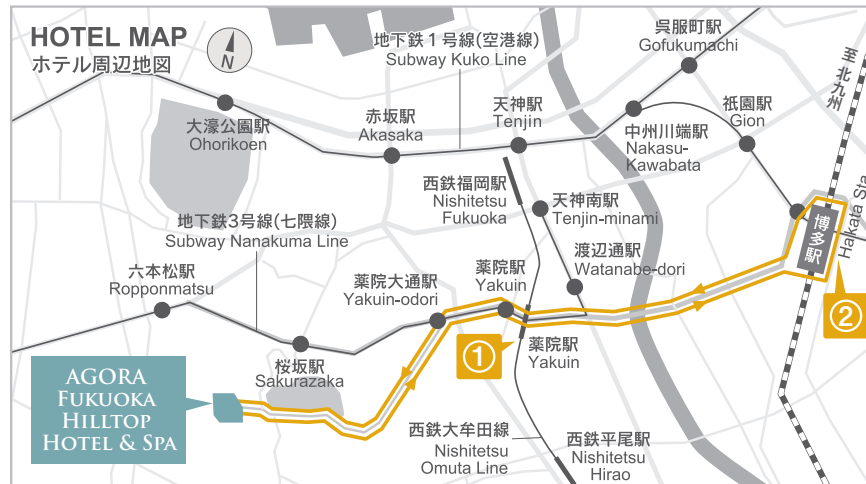 HOTEL MAP
ホテル周辺地図
N
地下鉄1号線(空港線)
Subway Kuko Line
呉服町駅
Gofukumachi
至 北九州
大濠公園駅
Ohorikoen
赤坂駅
Akasaka
天神駅
Tenjin
中州川端駅
Nakasu-
Kawabata
祇園駅
Gion
西鉄福岡駅
Nishitetsu
Fukuoka
天神南駅
Tenjin-minami
博多駅
Hakata Sta.
地下鉄3号線(七隈線)
Subway Nanakuma Line
渡辺通駅
Watanabe-dori
六本松駅
Ropponmatsu
薬院大通駅
Yakuin-odori
薬院駅
Yakuin
②
①
薬院駅
Yakuin
桜坂駅
Sakurazaka
AGORA
FUKUOKA
HILLTOP
HOTEL & SPA
西鉄大牟田線
Nishitetsu
Omuta Line
西鉄平尾駅
Nishitetsu
Hirao